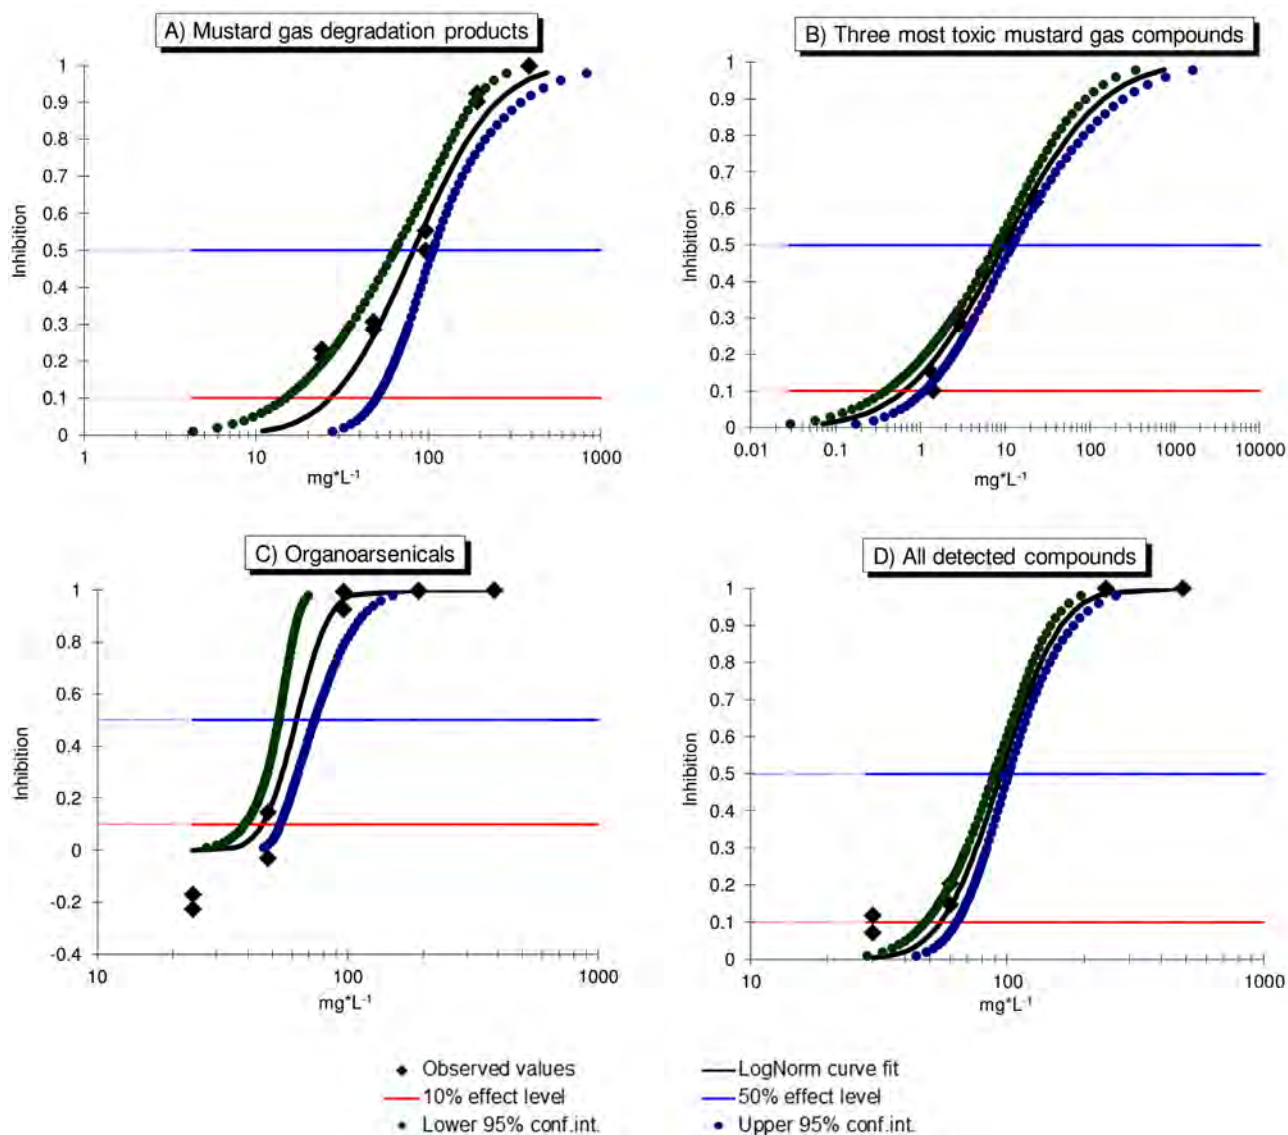 A) Mustard gas degradation products
1
0.9
0.8
0.7
0.6
0.5
0.4
0.3
0.2
0.1
0
Inhibition
1 10 100 1000
mg*L⁻¹
B) Three most toxic mustard gas compounds
1
0.9
0.8
0.7
0.6
0.5
0.4
0.3
0.2
0.1
0
Inhibition
0.01 0.1 1 10 100 1000 10000
mg*L⁻¹
C) Organoarsenicals
1
0.8
0.6
0.4
0.2
0
-0.2
-0.4
Inhibition
10 100 1000
mg*L⁻¹
D) All detected compounds
1
0.9
0.8
0.7
0.6
0.5
0.4
0.3
0.2
0.1
0
Inhibition
10 100 1000
mg*L⁻¹
Observed values
LogNorm curve fit
10% effect level
50% effect level
Lower 95% conf.int.
Upper 95% conf.int.